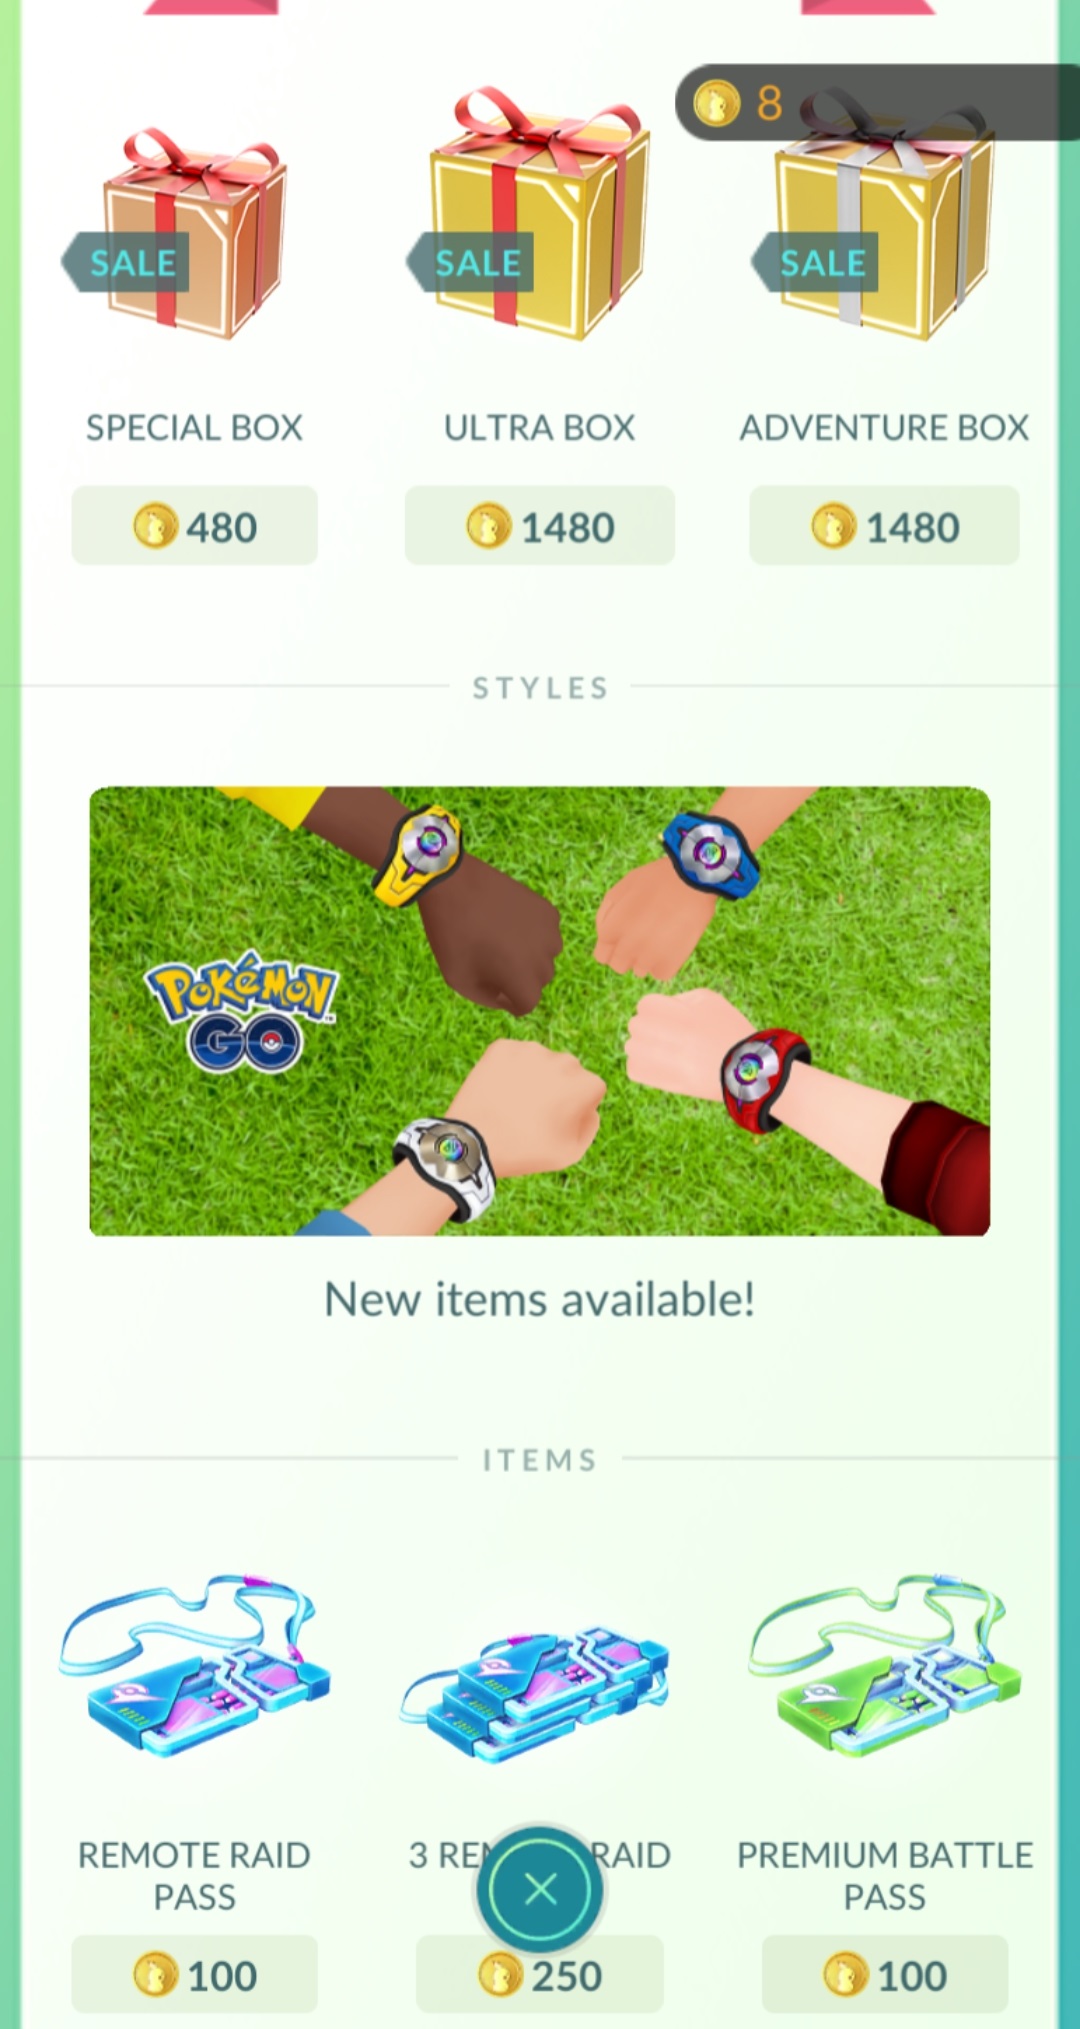 8
SALE
SALE
SALE
SPECIAL BOX
ULTRA BOX
ADVENTURE BOX
480
1480
1480
STYLES
POKéMON
GO
TM
New items available!
ITEMS
REMOTE RAID
PASS
3 RE RAID
PREMIUM BATTLE
PASS
100
250
100